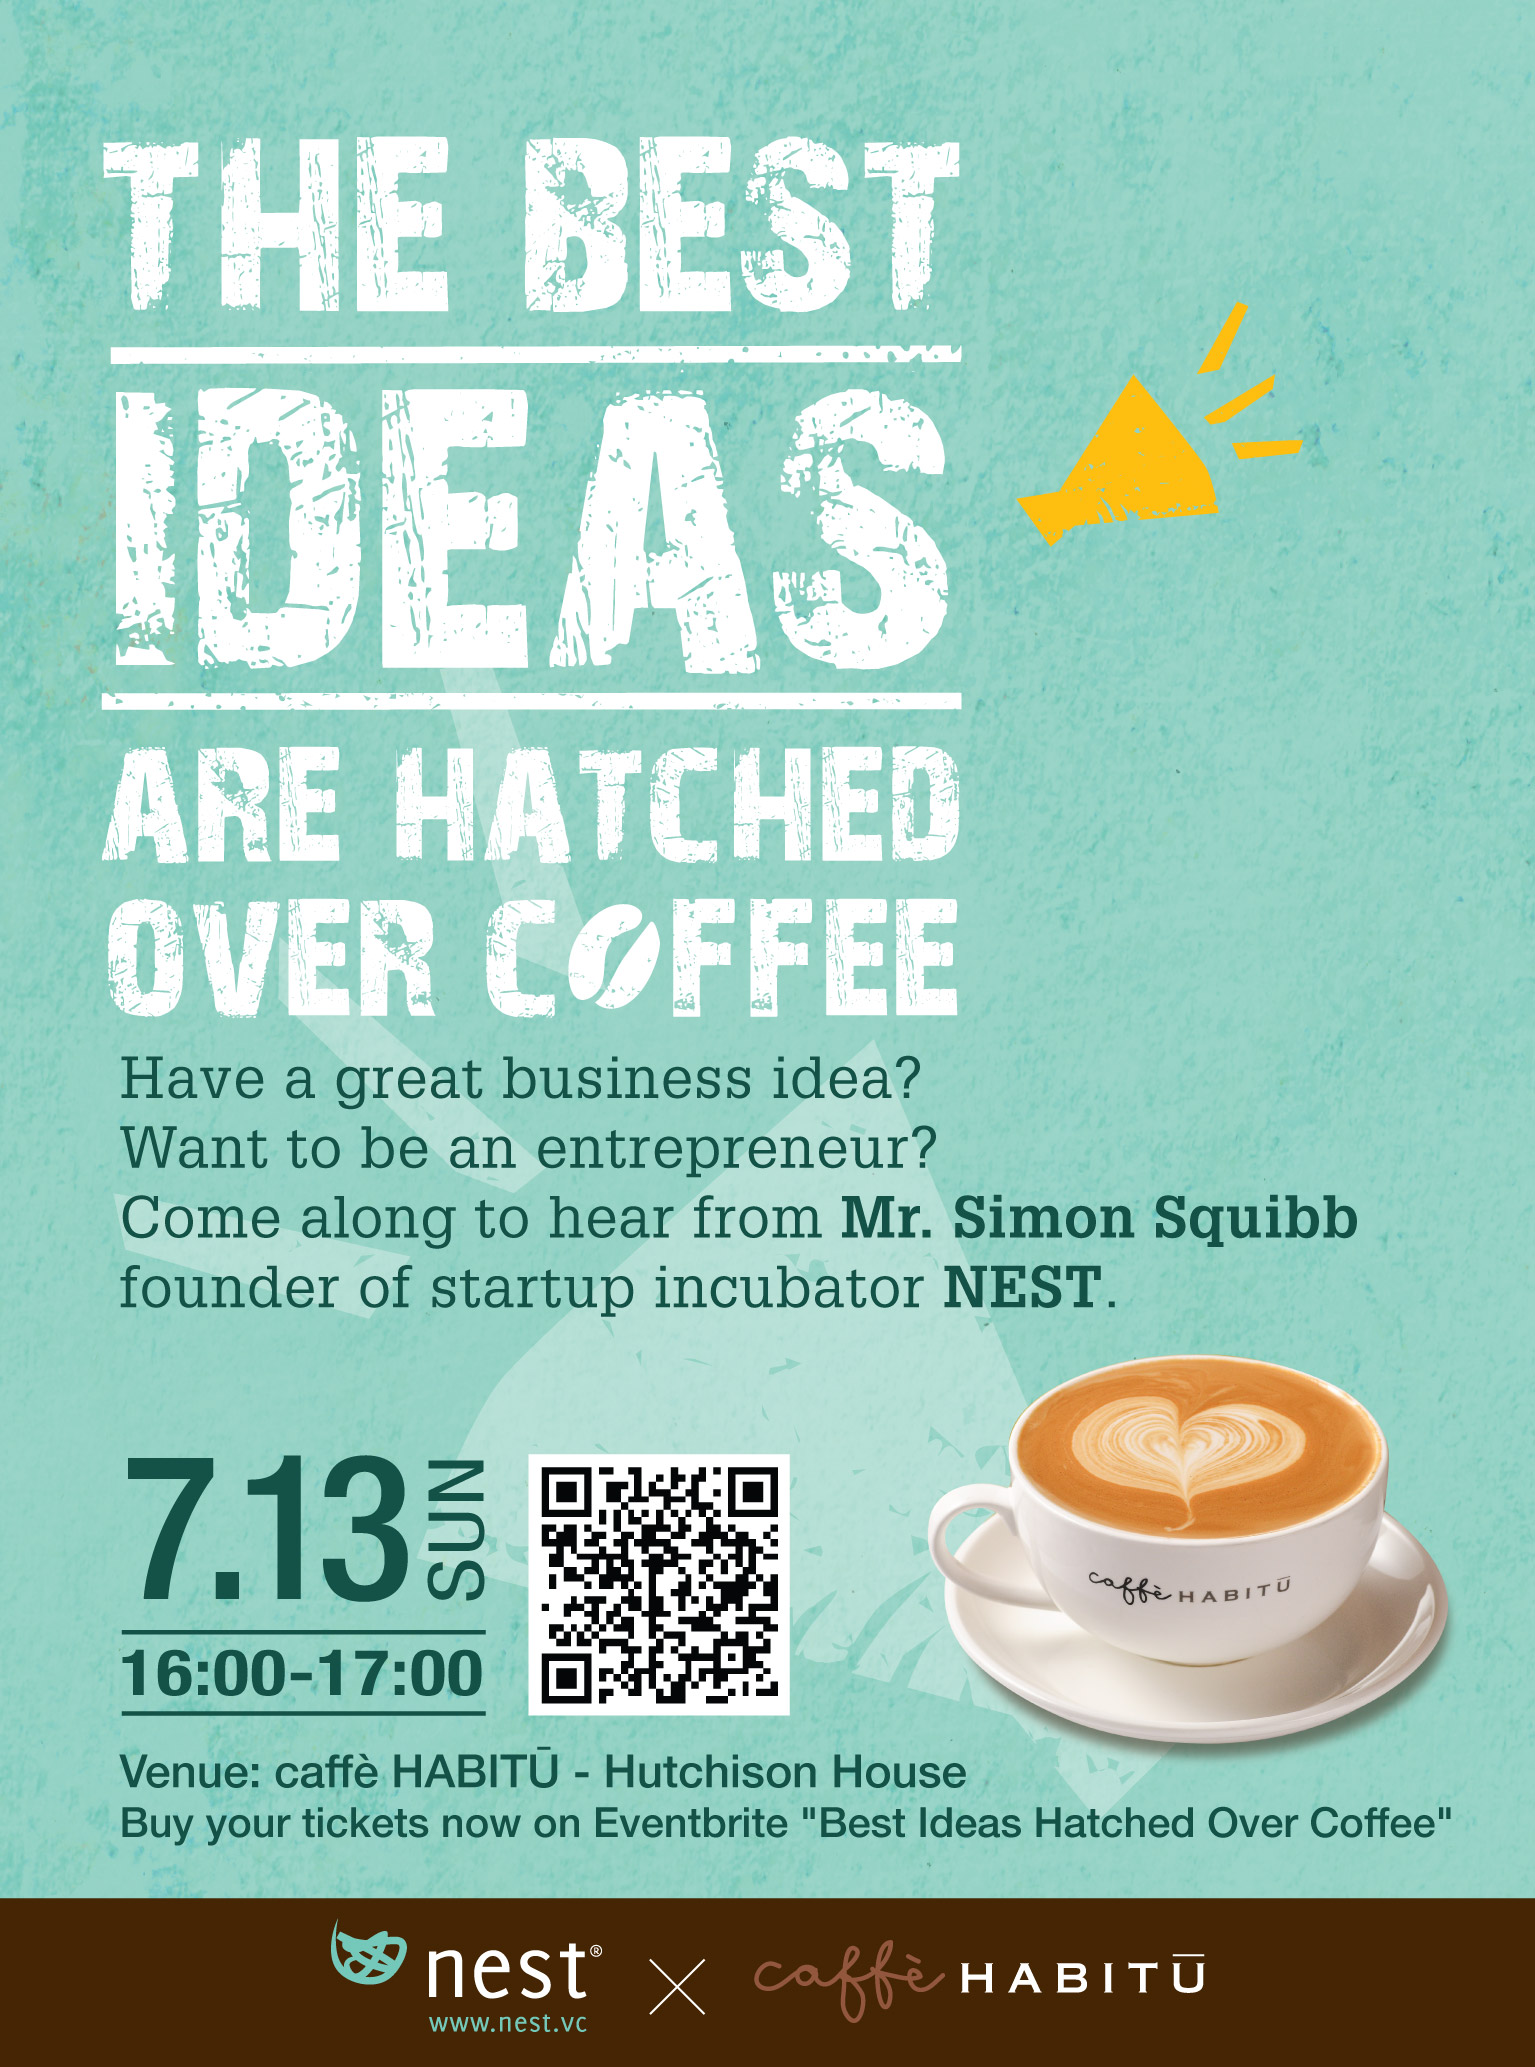 THE BEST
IDEAS
ARE HATCHED
OVER COFFEE
Have a great business idea?
Want to be an entrepreneur?
Come along to hear from Mr. Simon Squibb
founder of startup incubator NEST.
7.13 SUN
16:00-17:00
caffè HABITŪ
Venue: caffè HABITŪ - Hutchison House
Buy your tickets now on Eventbrite "Best Ideas Hatched Over Coffee"
nest® caffè HABITŪ
www.nest.vc